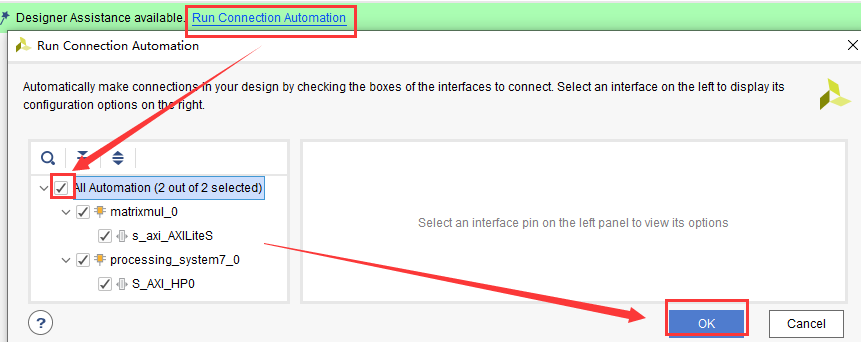 Designer Assistance available. Run Connection Automation
Run Connection Automation
Automatically make connections in your design by checking the boxes of the interfaces to connect. Select an interface on the left to display its
configuration options on the right.
All Automation (2 out of 2 selected)
matrixmul_0
s_axi_AXILiteS
processing_system7_0
S_AXI_HP0
Select an interface pin on the left panel to view its options
?
OK
Cancel